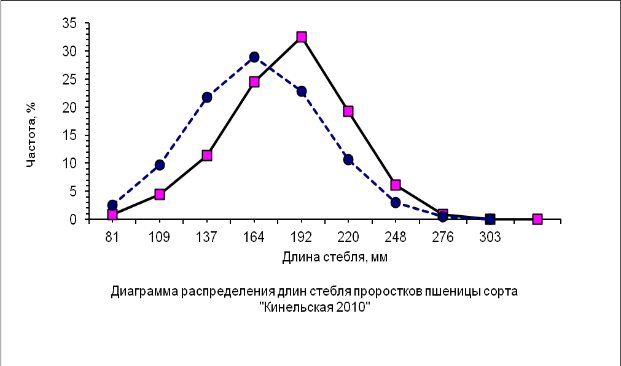 35
30
25
20
15
10
5
0
Частота, %
81 109 137 164 192 220 248 276 303
Длина стебля, мм
Диаграмма распределения длин стебля проростков пшеницы сорта
"Кинельская 2010"